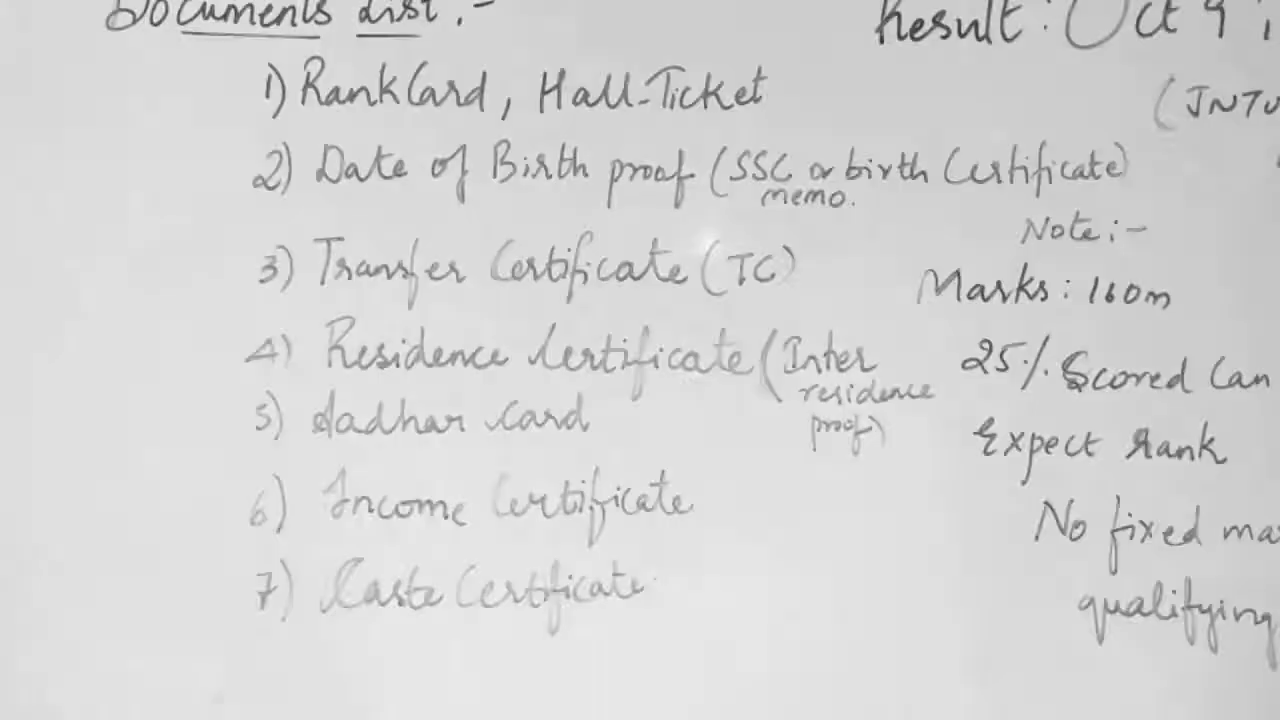 Documents List :-
1) Rank Card, Hall-Ticket
2) Date of Birth proof (SSC or birth Certificate)
memo.
3) Transfer Certificate (TC)
4) Residence Certificate (Inter
residence
proof)
5) Aadhar Card
6) Income Certificate
7) Caste Certificate
Result : Oct 9
(JNTU
Note :-
Marks : 160m
25% Scored Can
Expect rank
No fixed ma
qualifying